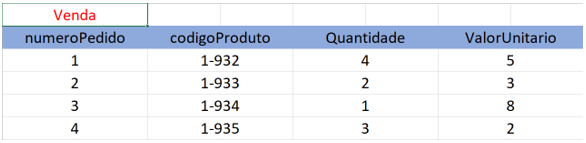 Venda
numeroPedido codigoProduto Quantidade ValorUnitario
1 1-932 4 5
2 1-933 2 3
3 1-934 1 8
4 1-935 3 2